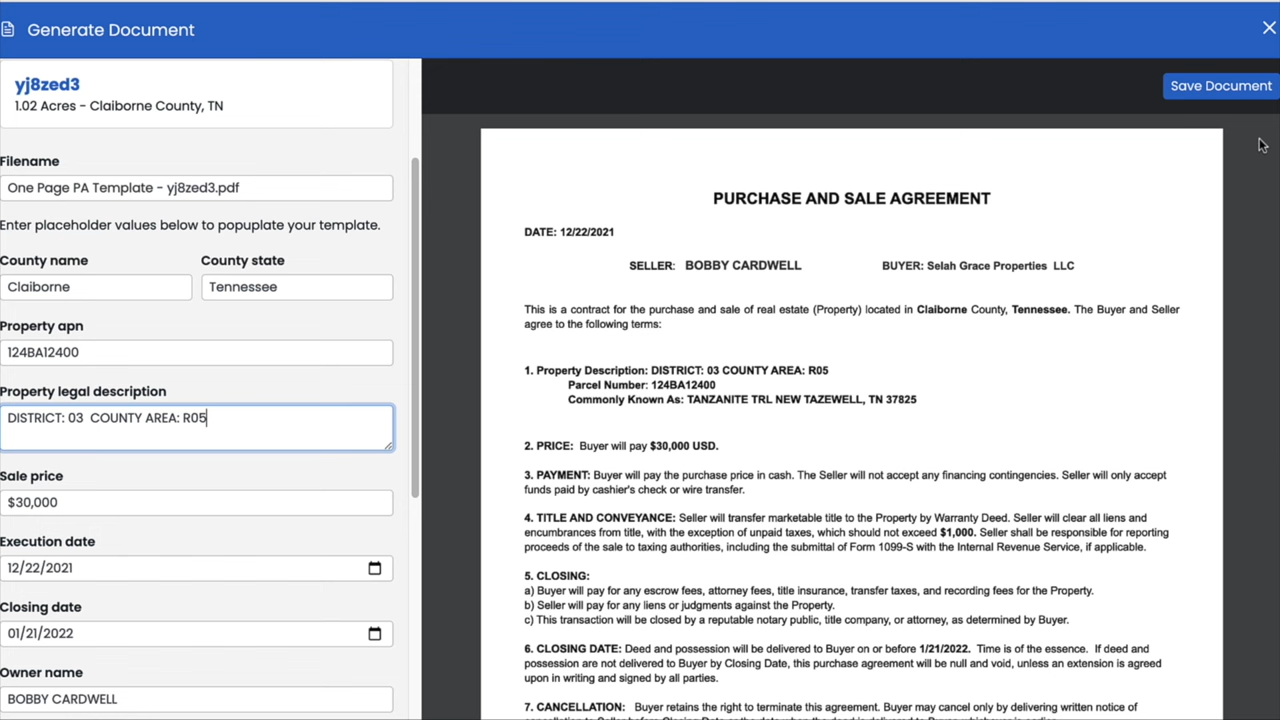 Generate Document
yj8zed3
1.02 Acres - Claiborne County, TN
Filename
One Page PA Template - yj8zed3.pdf
Enter placeholder values below to popuplate your template.
County name
County state
Claiborne
Tennessee
Property apn
124BA12400
Property legal description
DISTRICT: 03  COUNTY AREA: R05
Sale price
$30,000
Execution date
12/22/2021
Closing date
01/21/2022
Owner name
BOBBY CARDWELL
Save Document
PURCHASE AND SALE AGREEMENT
DATE: 12/22/2021
SELLER: BOBBY CARDWELL
BUYER: Selah Grace Properties LLC
This is a contract for the purchase and sale of real estate (Property) located in Claiborne County, Tennessee. The Buyer and Seller
agree to the following terms:
1. Property Description: DISTRICT: 03 COUNTY AREA: R05
Parcel Number: 124BA12400
Commonly Known As: TANZANITE TRL NEW TAZEWELL, TN 37825
2. PRICE: Buyer will pay $30,000 USD.
3. PAYMENT: Buyer will pay the purchase price in cash. The Seller will not accept any financing contingencies. Seller will only accept
funds paid by cashier's check or wire transfer.
4. TITLE AND CONVEYANCE: Seller will transfer marketable title to the Property by Warranty Deed. Seller will clear all liens and
encumbrances from title, with the exception of unpaid taxes, which should not exceed $1,000. Seller shall be responsible for reporting
proceeds of the sale to taxing authorities, including the submittal of Form 1099-S with the Internal Revenue Service, if applicable.
5. CLOSING:
a) Buyer will pay for any escrow fees, attorney fees, title insurance, transfer taxes, and recording fees for the Property.
b) Seller will pay for any liens or judgments against the Property.
c) This transaction will be closed by a reputable notary public, title company, or attorney, as determined by Buyer.
6. CLOSING DATE: Deed and possession will be delivered to Buyer on or before 1/21/2022. Time is of the essence. If deed and
possession are not delivered to Buyer by Closing Date, this purchase agreement will be null and void, unless an extension is agreed
upon in writing and signed by all parties.
7. CANCELLATION: Buyer retains the right to terminate this agreement. Buyer may cancel only by delivering written notice of